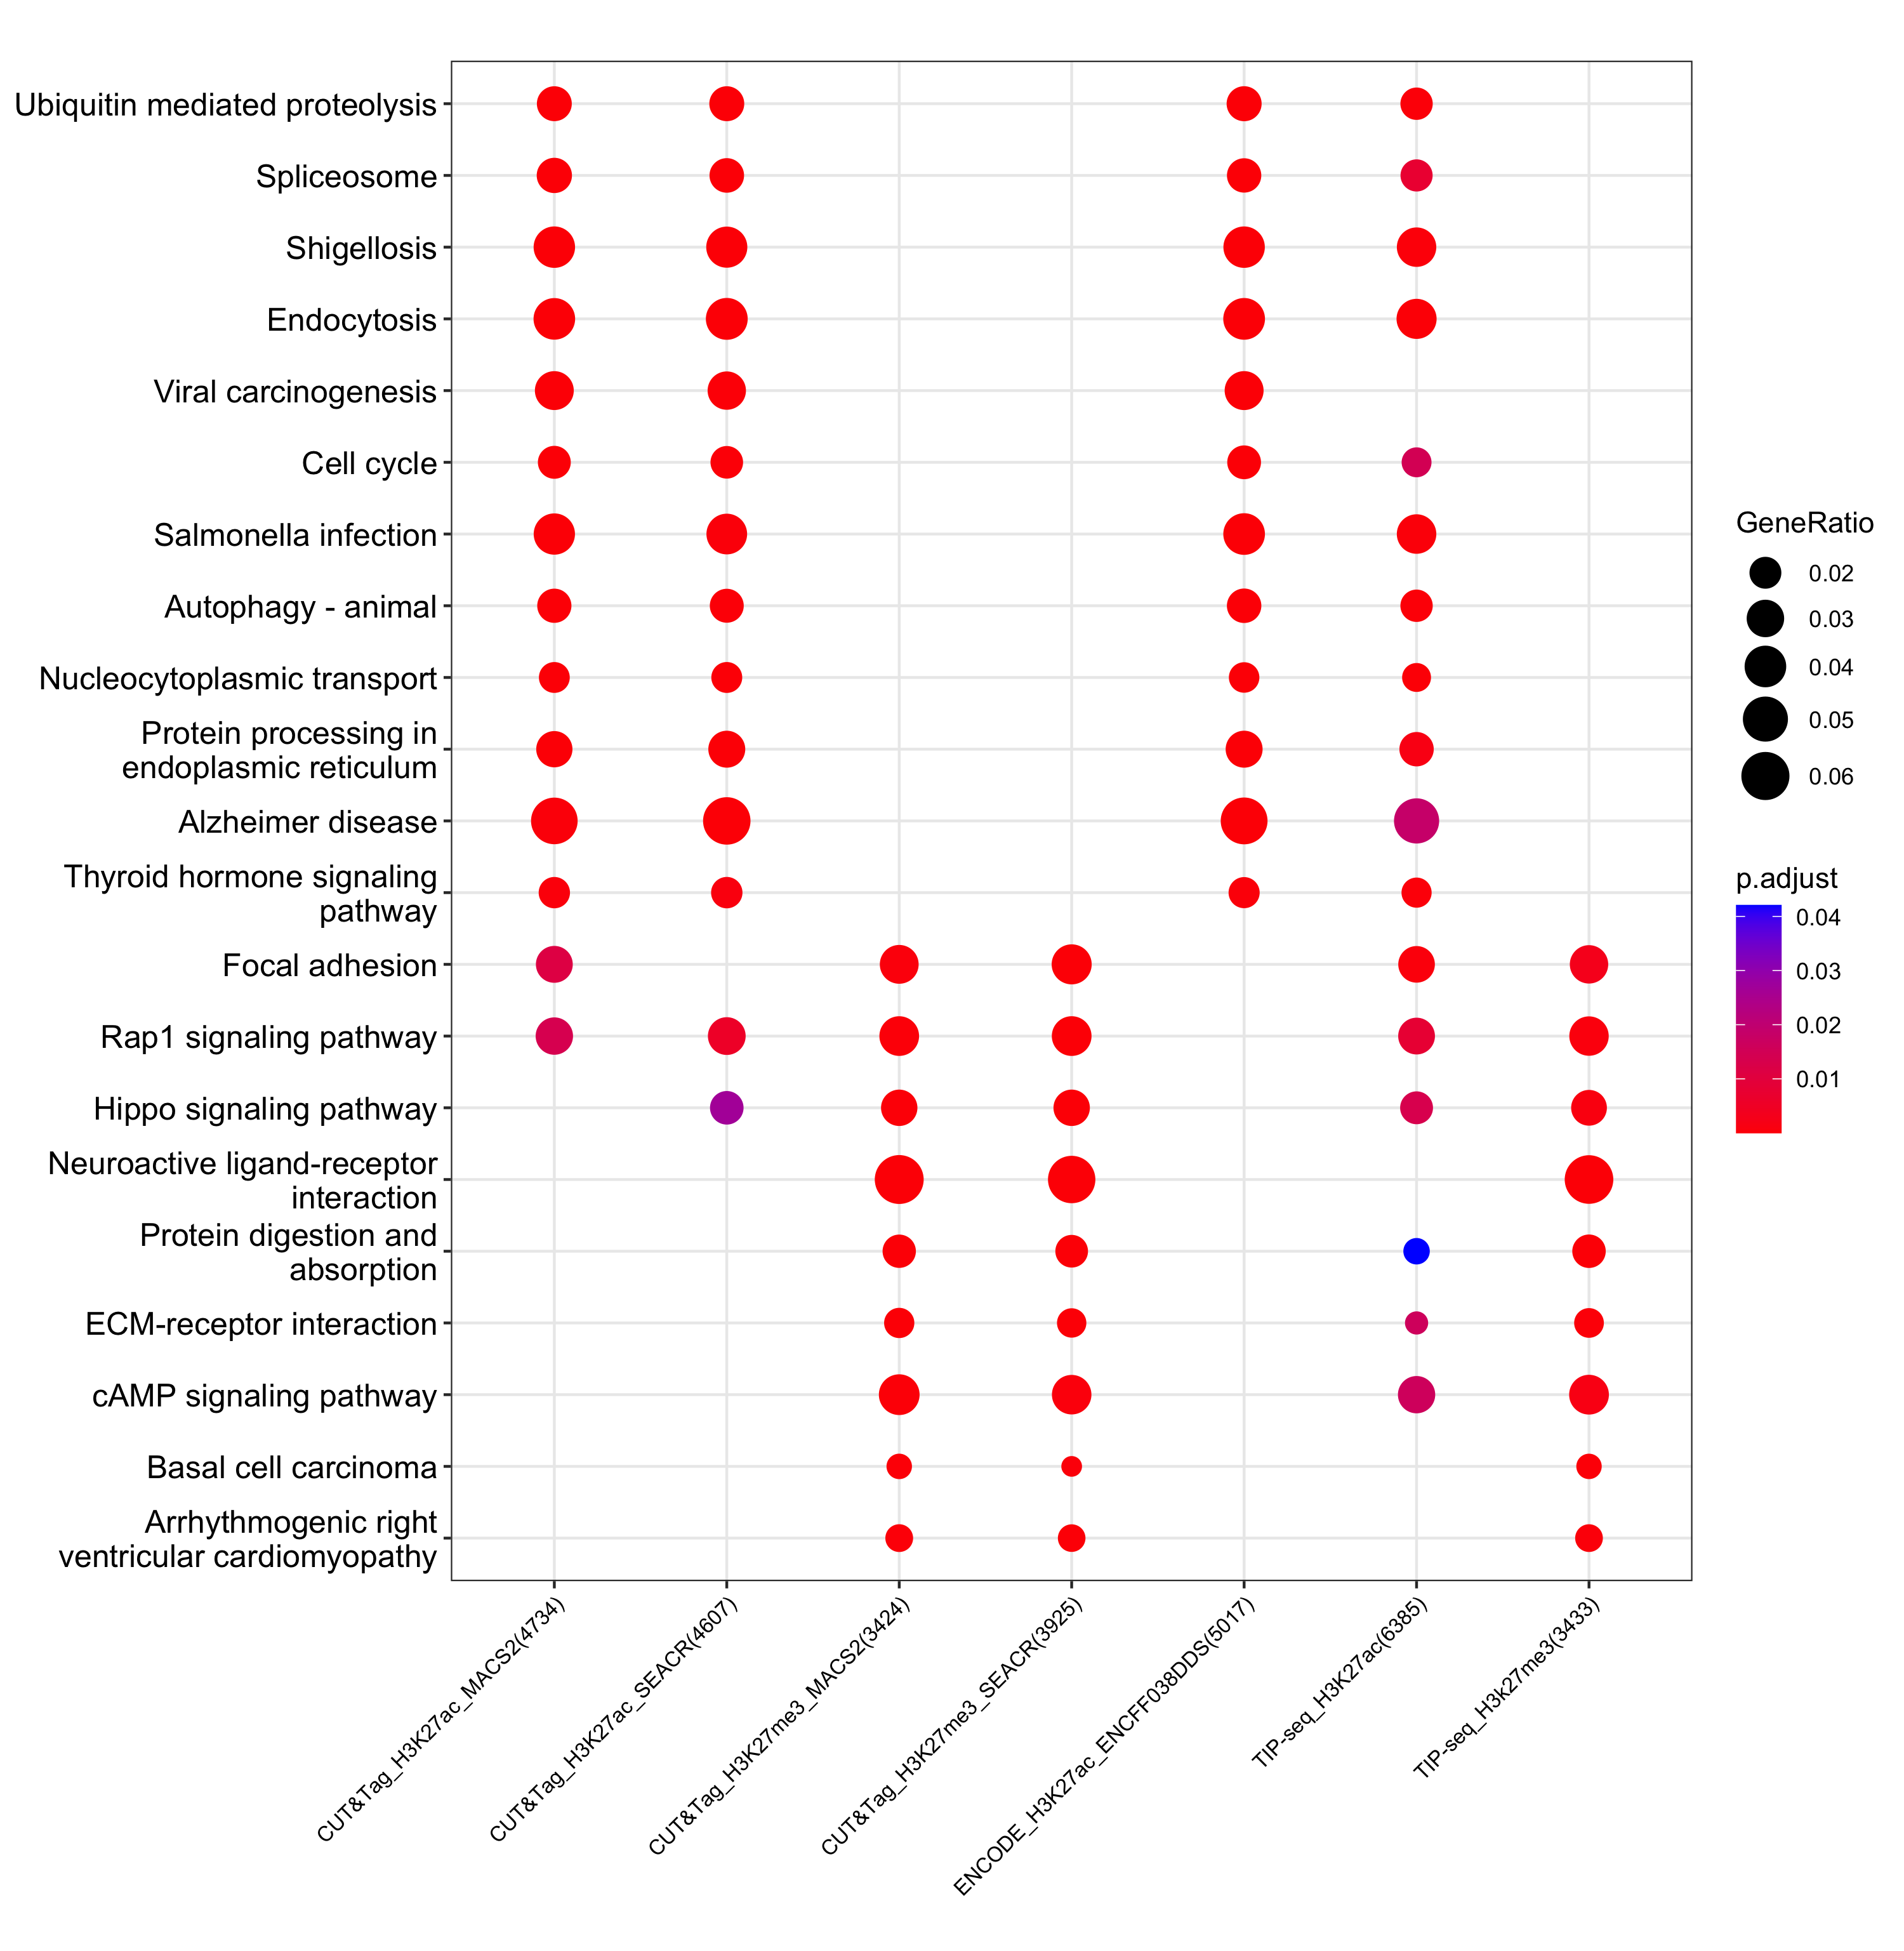 Ubiquitin mediated proteolysis
Spliceosome
Shigellosis
Endocytosis
Viral carcinogenesis
Cell cycle
Salmonella infection
Autophagy - animal
Nucleocytoplasmic transport
Protein processing in
endoplasmic reticulum
Alzheimer disease
Thyroid hormone signaling
pathway
Focal adhesion
Rap1 signaling pathway
Hippo signaling pathway
Neuroactive ligand-receptor
interaction
Protein digestion and
absorption
ECM-receptor interaction
cAMP signaling pathway
Basal cell carcinoma
Arrhythmogenic right
ventricular cardiomyopathy
CUT&Tag_H3K27ac_MACS2(4734)
CUT&Tag_H3K27ac_SEACR(4607)
CUT&Tag_H3K27me3_MACS2(3424)
CUT&Tag_H3K27me3_SEACR(3925)
ENCODE_H3K27ac_ENCFF038DDS(5017)
TIP-seq_H3K27ac(6385)
TIP-seq_H3k27me3(3433)
GeneRatio
0.02
0.03
0.04
0.05
0.06
p.adjust
0.04
0.03
0.02
0.01